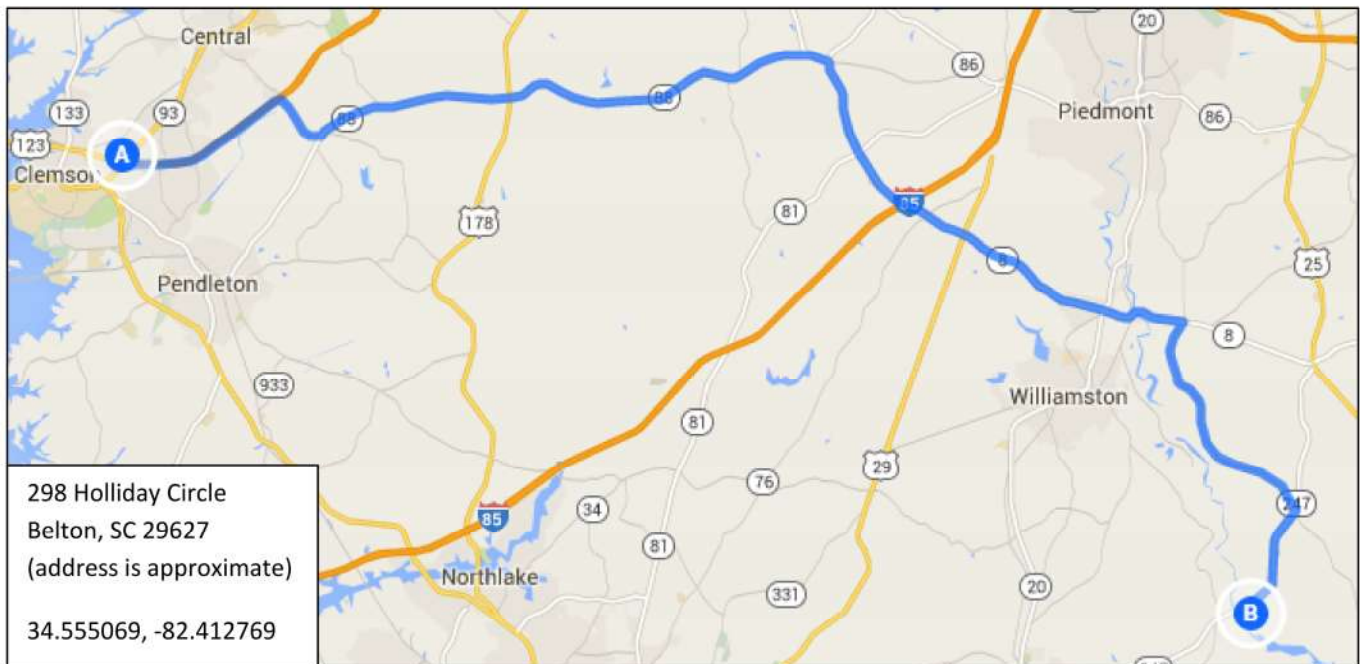 20
Central
86
133
93
88
88
Piedmont
86
123
A
Clemson
85
81
178
8
25
Pendleton
8
933
Williamston
81
29
298 Holliday Circle
Belton, SC 29627
(address is approximate)
34.555069, -82.412769
76
247
34
85
81
Northlake
20
331
B